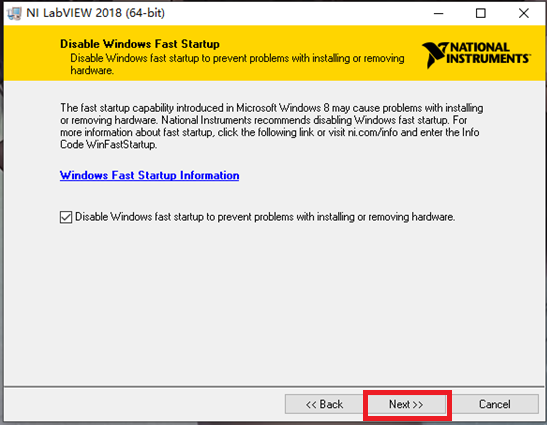 NI LabVIEW 2018 (64-bit)
Disable Windows Fast Startup
Disable Windows fast startup to prevent problems with installing or removing
hardware.
NATIONAL
INSTRUMENTS
The fast startup capability introduced in Microsoft Windows 8 may cause problems with installing
or removing hardware. National Instruments recommends disabling Windows fast startup. For
more information about fast startup, click the following link or visit ni.com/info and enter the Info
Code WinFastStartup.
Windows Fast Startup Information
Disable Windows fast startup to prevent problems with installing or removing hardware.
<< Back
Next >>
Cancel